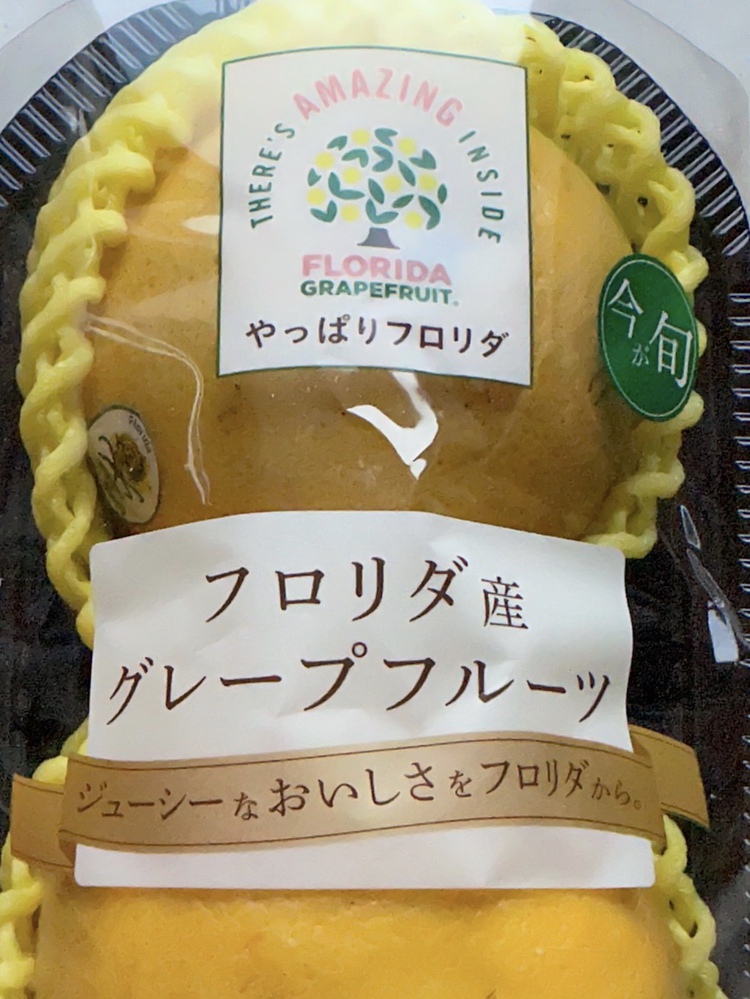 THERE'S AMAZING INSIDE
FLORIDA
GRAPEFRUIT®
やっぱりフロリダ
今が旬
フロリダ産
グレープフルーツ
ジューシーなおいしさをフロリダから。